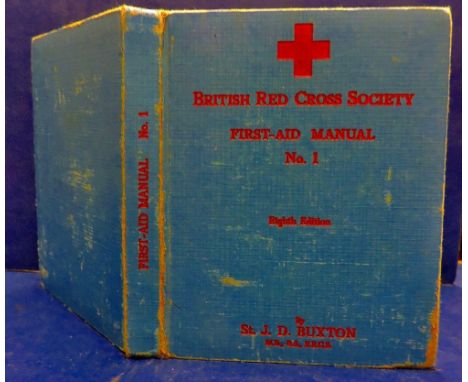 BRITISH RED CROSS SOCIETY
FIRST-AID MANUAL
No. 1
Eighth Edition
By
St. J. D. BUXTON
M.B., B.S., F.R.C.S.
FIRST-AID MANUAL No. 1